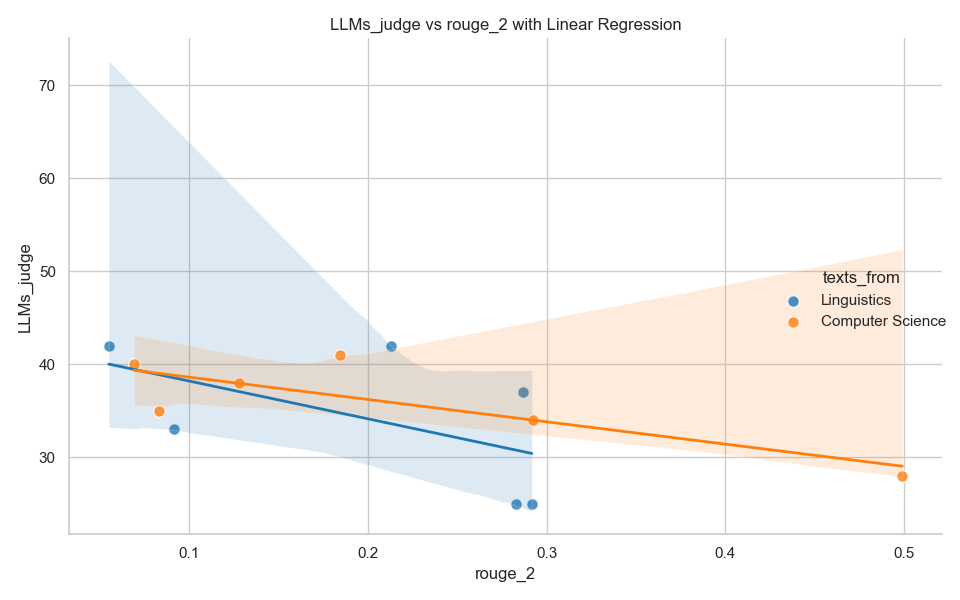 LLMs_judge vs rouge_2 with Linear Regression
70
60
50
40
30
LLMs_judge
texts_from
Linguistics
Computer Science
0.1
0.2
0.3
0.4
0.5
rouge_2